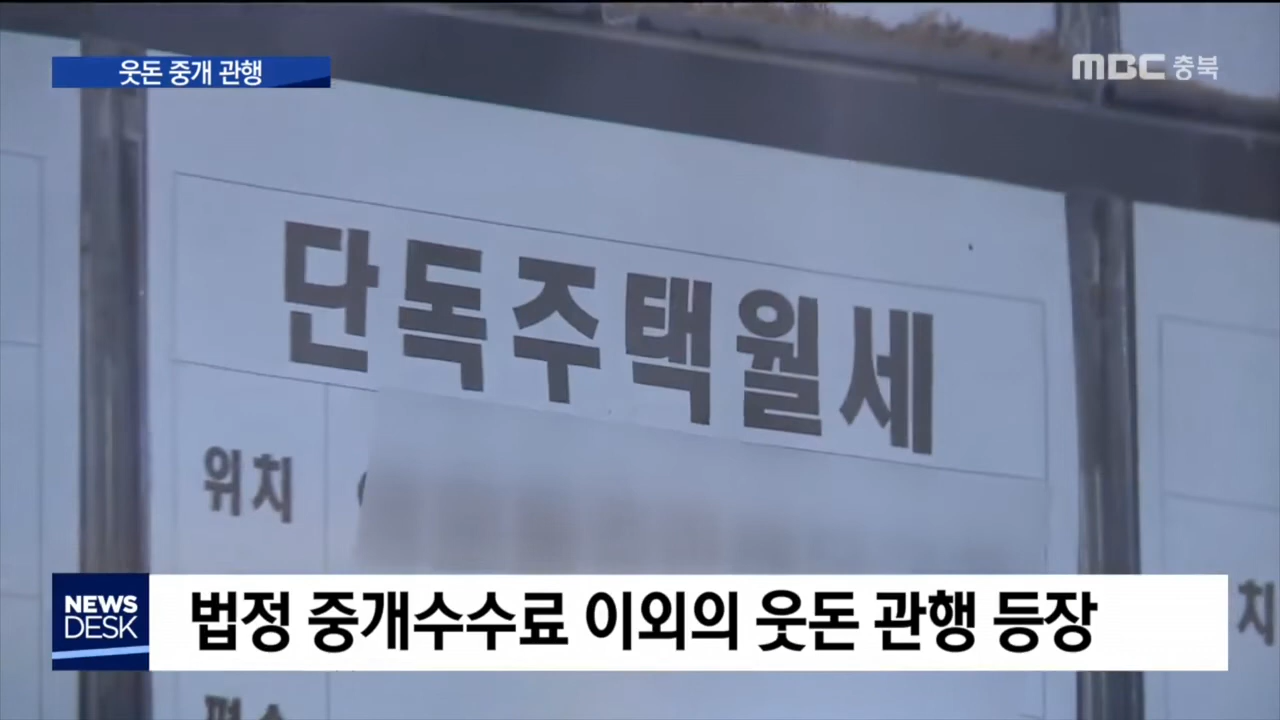 웃돈 중개 관행
MBC 충북
단독주택월세
위치
치
NEWS
DESK
법정 중개수수료 이외의 웃돈 관행 등장